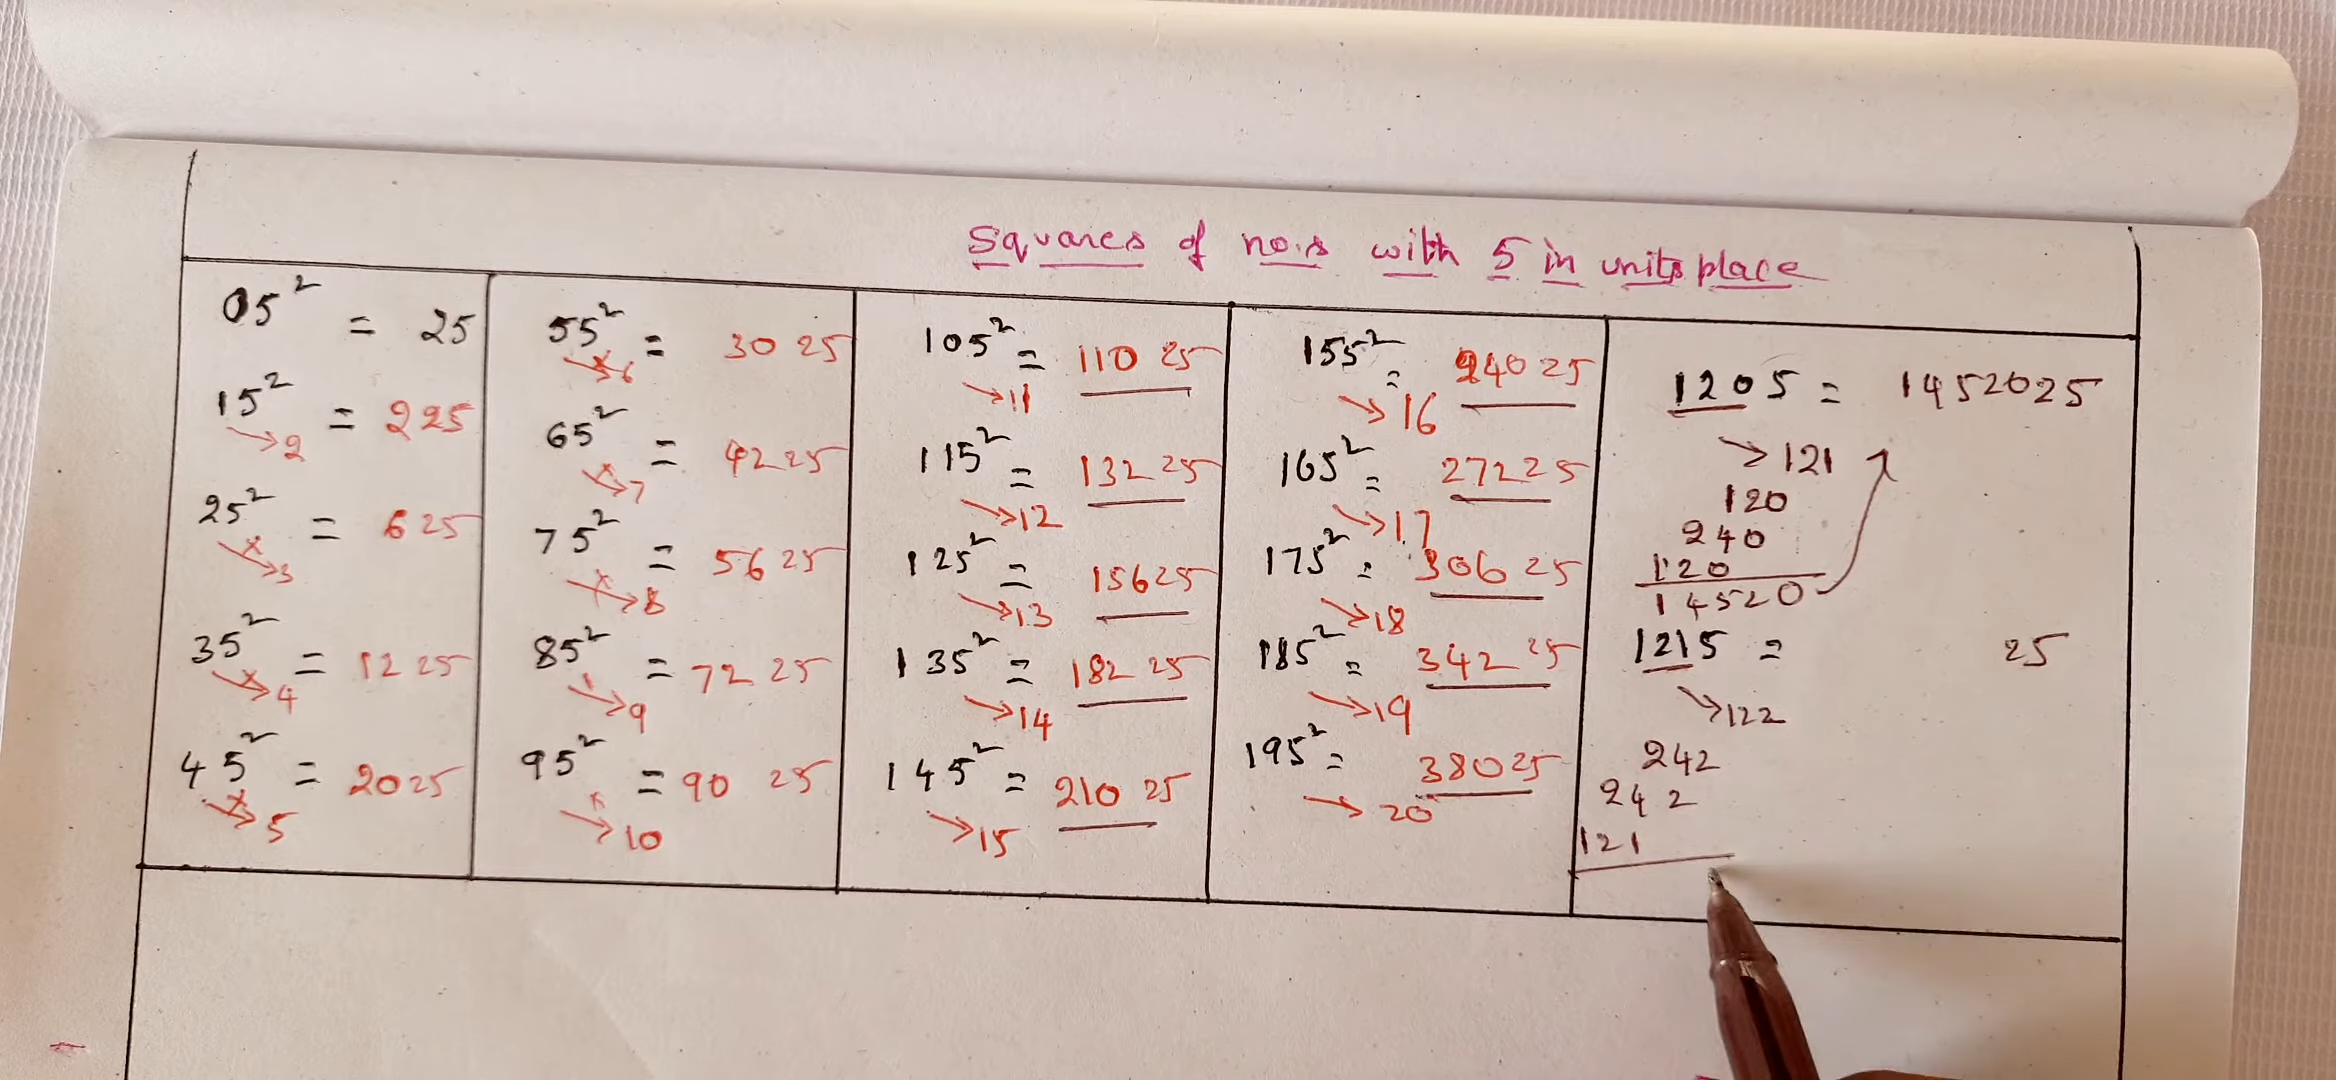 Squares of no.s with 5 in units place
05² = 25
15² = 225
→2
25² = 625
→3
35² = 1225
→4
45² = 2025
→5
55² = 3025
→6
65² = 4225
→7
75² = 5625
→8
85² = 7225
→9
95² = 90 25
→10
105² = 110 25
→11
115² = 132 25
→12
125² = 15625
→13
135² = 182 25
→14
145² = 210 25
→15
155² = 24025
→16
165² = 27225
→17
175² = 306 25
→18
185² = 342 25
→19
195² = 38025
→20
1205 = 1452025
→121
120
240
120
14520
1215 = 25
→122
242
242
121